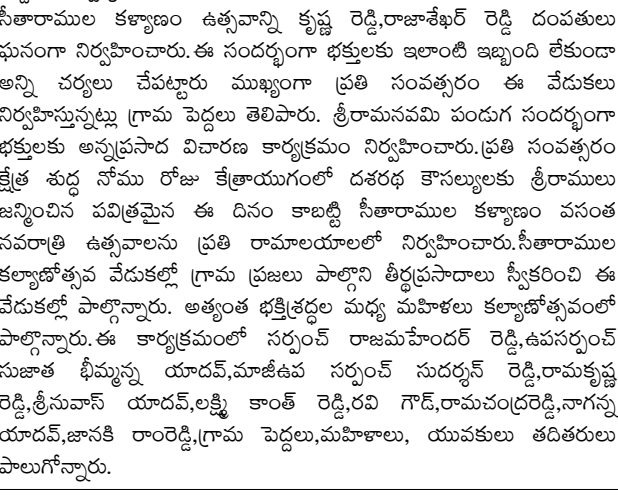 సీతారాముల కళ్యాణం ఉత్సవాన్ని కృష్ణ రెడ్డి,రాజాశేఖర్ రెడ్డి దంపతులు
ఘనంగా నిర్వహించారు.ఈ సందర్భంగా భక్తులకు ఇలాంటి ఇబ్బంది లేకుండా
అన్ని చర్యలు చేపట్టారు ముఖ్యంగా ప్రతి సంవత్సరం ఈ వేడుకలు
నిర్వహిస్తున్నట్లు గ్రామ పెద్దలు తెలిపారు. శ్రీరామనవమి పండుగ సందర్భంగా
భక్తులకు అన్నప్రసాద విచారణ కార్యక్రమం నిర్వహించారు.ప్రతి సంవత్సరం
క్షేత్ర శుద్ధ నోము రోజు కేత్రాయుగంలో దశరథ కౌసల్యులకు శ్రీరాములు
జన్మించిన పవిత్రమైన ఈ దినం కాబట్టి సీతారాముల కళ్యాణం వసంత
నవరాత్రి ఉత్సవాలను ప్రతి రామాలయాలలో నిర్వహించారు.సీతారాముల
కల్యాణోత్సవ వేడుకల్లో గ్రామ ప్రజలు పాల్గొని తీర్థప్రసాదాలు స్వీకరించి ఈ
వేడుకల్లో పాల్గొన్నారు. అత్యంత భక్తిశ్రద్ధల మధ్య మహిళలు కల్యాణోత్సవంలో
పాల్గొన్నారు.ఈ కార్యక్రమంలో సర్పంచ్ రాజమహేందర్ రెడ్డి,ఉపసర్పంచ్
సుజాత భీమ్మన్న యాదవ్,మాజీఉప సర్పంచ్ సుదర్శన్ రెడ్డి,రామకృష్ణ
రెడ్డి,శ్రీనువాస్ యాదవ్,లక్ష్మి కాంత్ రెడ్డి,రవి గౌడ్,రామచంద్రరెడ్డి,నాగన్న
యాదవ్,జానకి రాంరెడ్డి,గ్రామ పెద్దలు,మహిళాలు, యువకులు తదితరులు
పాలుగోన్నారు.